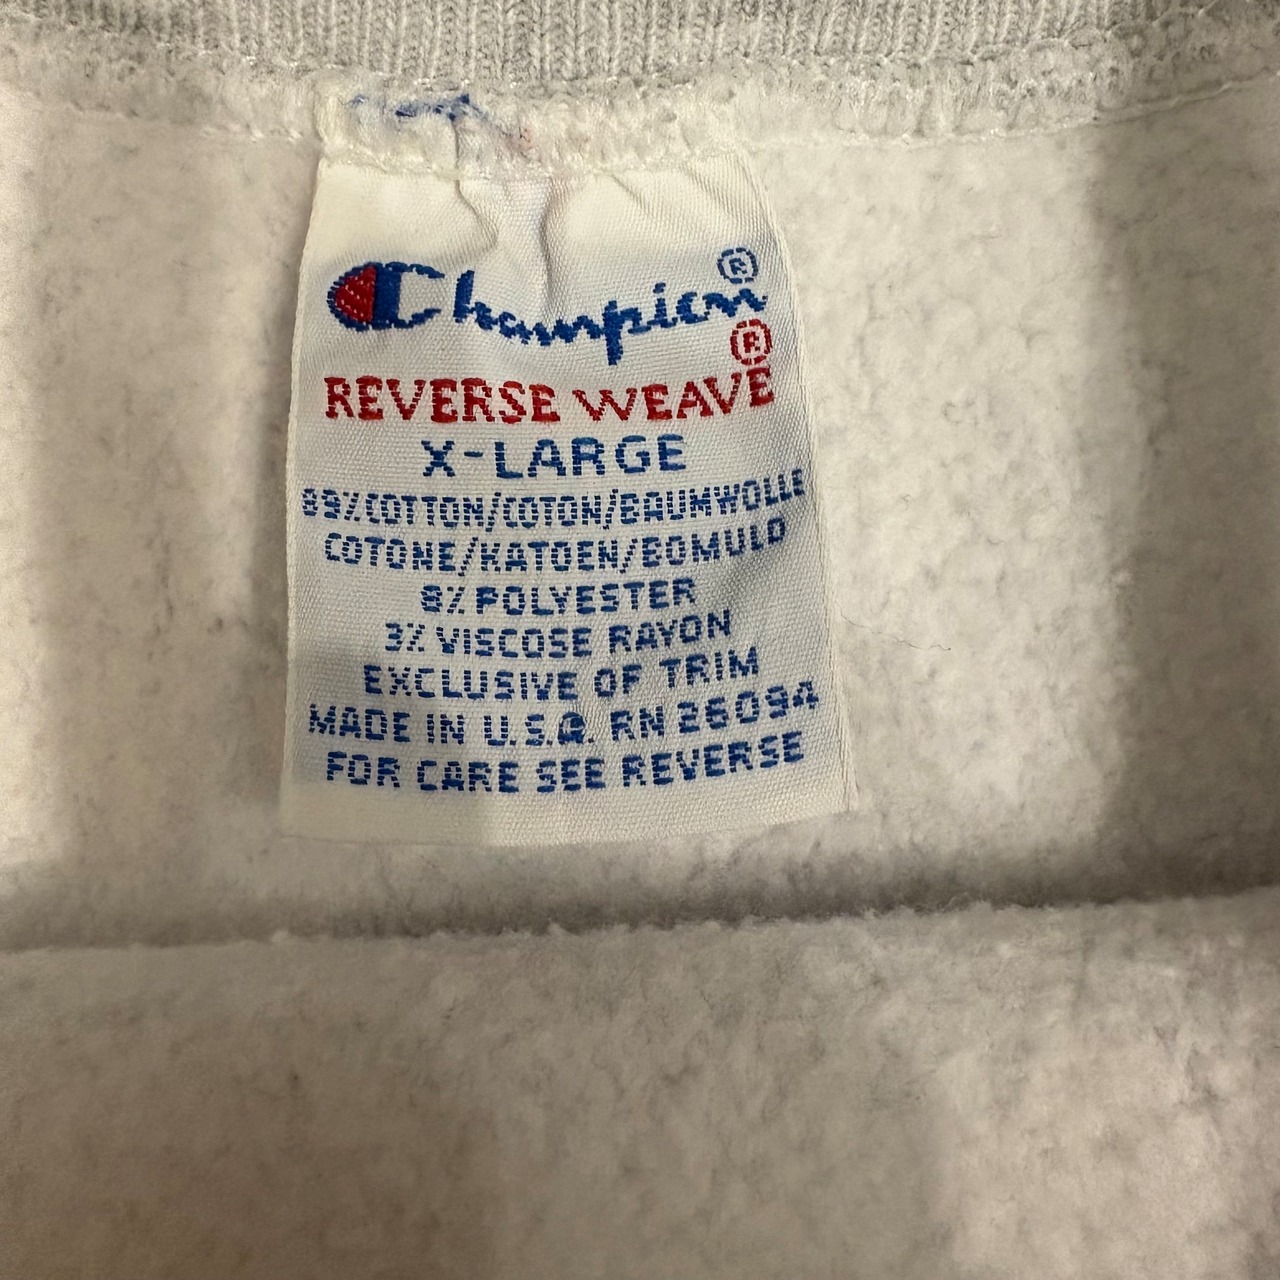 Champion®
REVERSE WEAVE®
X-LARGE
89% COTTON/COTON/BAUMWOLLE
COTONE/KATOEN/BOMULD
8% POLYESTER
3% VISCOSE RAYON
EXCLUSIVE OF TRIM
MADE IN U.S.A. RN 26094
FOR CARE SEE REVERSE